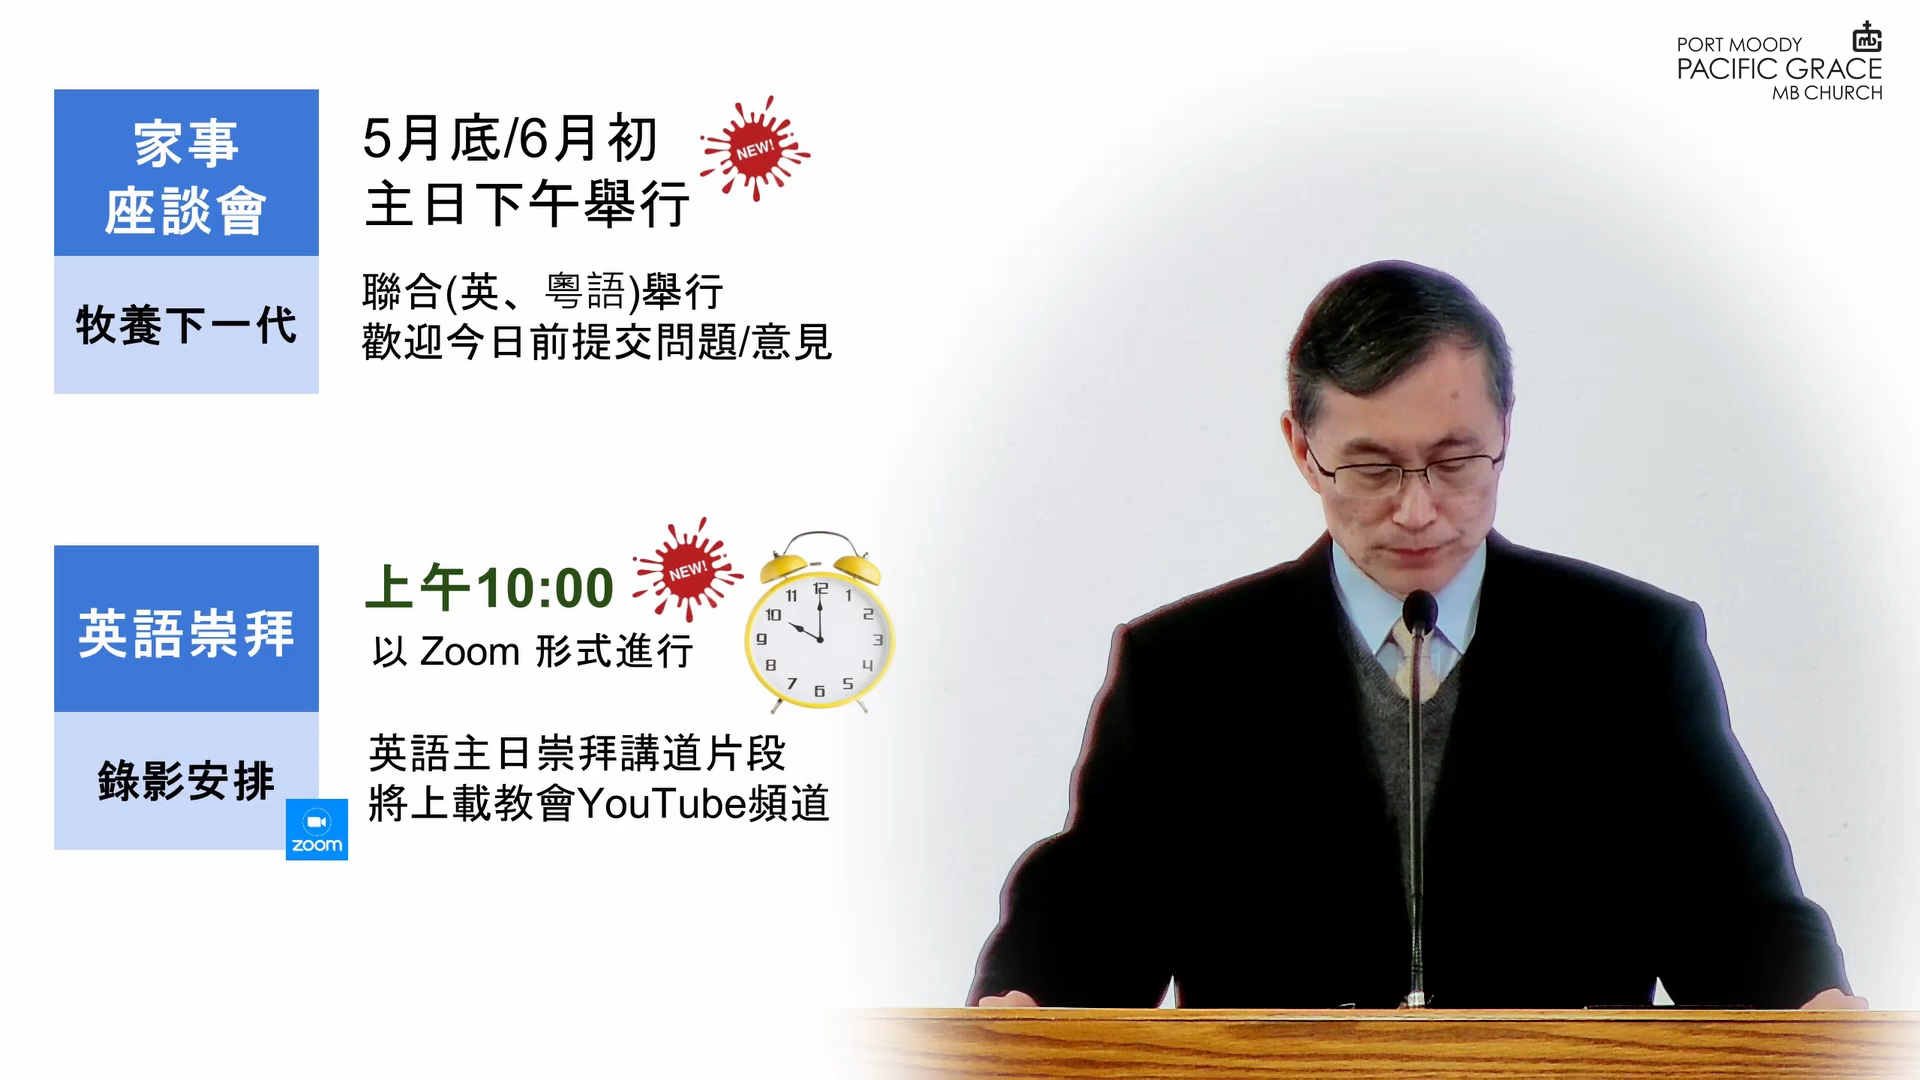 PORT MOODY
PACIFIC GRACE
MB CHURCH
家事
座談會
5月底/6月初
主日下午舉行
NEW!
牧養下一代
聯合(英、粵語)舉行
歡迎今日前提交問題/意見
英語崇拜
上午10:00
NEW!
以 Zoom 形式進行
12
1
2
3
4
5
6
7
8
9
10
11
錄影安排
zoom
英語主日崇拜講道片段
將上載教會YouTube頻道